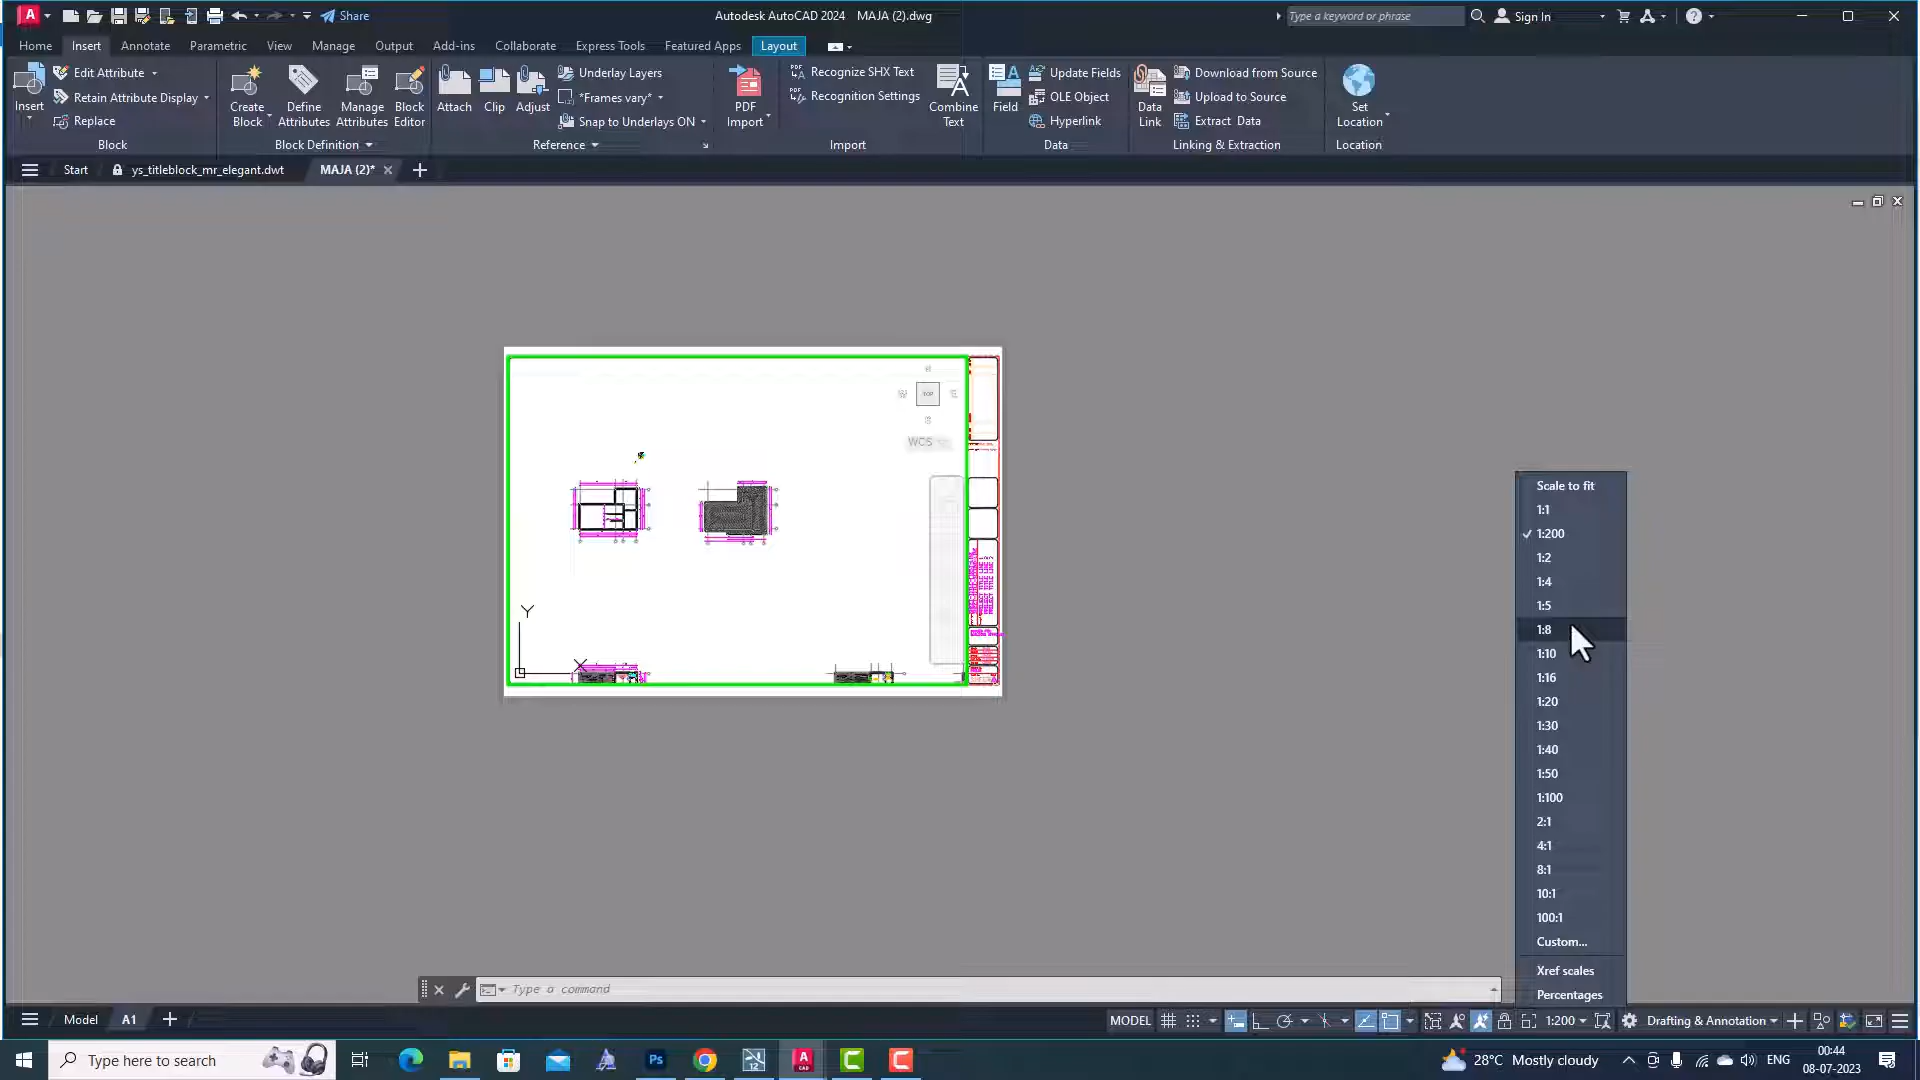 Share
Autodesk AutoCAD 2024 MAJA (2).dwg
Type a keyword or phrase
Sign In
Home Insert Annotate Parametric View Manage Output Add-ins Collaborate Express Tools Featured Apps Layout
Insert
Edit Attribute
Retain Attribute Display
Replace
Block
Create Block
Define Attributes
Manage Attributes
Block Editor
Block Definition
Attach
Clip
Adjust
Underlay Layers
*Frames vary*
Snap to Underlays ON
Reference
PDF Import
Recognize SHX Text
Recognition Settings
Combine Text
Import
Field
Update Fields
OLE Object
Hyperlink
Data
Data Link
Download from Source
Upload to Source
Extract Data
Linking & Extraction
Set Location
Location
Start
ys_titleblock_mr_elegant.dwt
MAJA (2)*
TOP
WCS
Y
X
PROJECT TITLE LINE
Scale to fit
1:1
1:200
1:2
1:4
1:5
1:8
1:10
1:16
1:20
1:30
1:40
1:50
1:100
2:1
4:1
8:1
10:1
100:1
Custom...
Xref scales
Percentages
Type a command
Model
A1
MODEL
1:200
Drafting & Annotation
Type here to search
Ps
12
A
CAD
28°C Mostly cloudy
ENG
00:44
08-07-2023